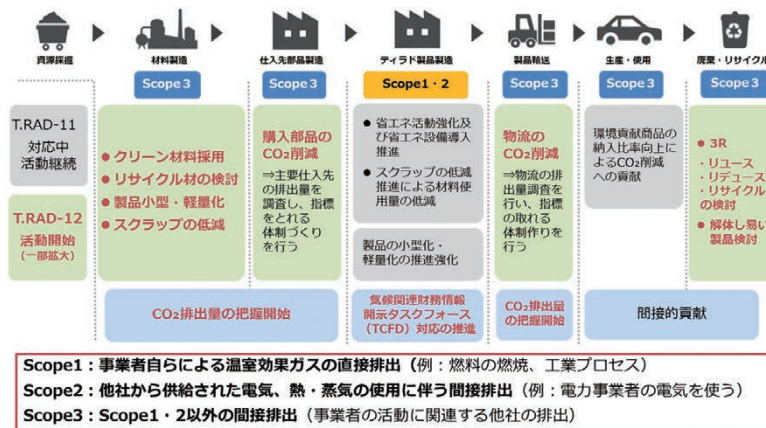 資源採掘
材料製造
仕入先部品製造
ティラド製品製造
製品輸送
生産・使用
廃棄・リサイクル
Scope3
Scope3
Scope1・2
Scope3
Scope3
T.RAD-11
対応中
活動継続
T.RAD-12
活動開始
（一部拡大）
● クリーン材料採用
● リサイクル材の検討
● 製品小型・軽量化
● スクラップの低減
購入部品の
CO₂削減
⇒主要仕入先
の排出量を
調査し、指標
をとれる
体制づくり
を行う
● 省エネ活動強化及
び省エネ設備導入
推進
● スクラップの低減
推進による材料使
用量の低減
製品の小型化・
軽量化の推進強化
物流の
CO₂削減
⇒物流の排
出量調査を
行い、指標
の取れる
体制作りを
行う
環境貢献商品の
納入比率向上に
よるCO₂削減
への貢献
● 3R
・リユース
・リデュース
・リサイクル
の検討
● 解体し易い
製品検討
CO₂排出量の把握開始
気候関連財務情報
開示タスクフォース
（TCFD）対応の推進
CO₂排出量
の把握開始
間接的貢献
Scope1：事業者自らによる温室効果ガスの直接排出（例：燃料の燃焼、工業プロセス）
Scope2：他社から供給された電気、熱・蒸気の使用に伴う間接排出（例：電力事業者の電気を使う）
Scope3：Scope1・2以外の間接排出（事業者の活動に関連する他社の排出）